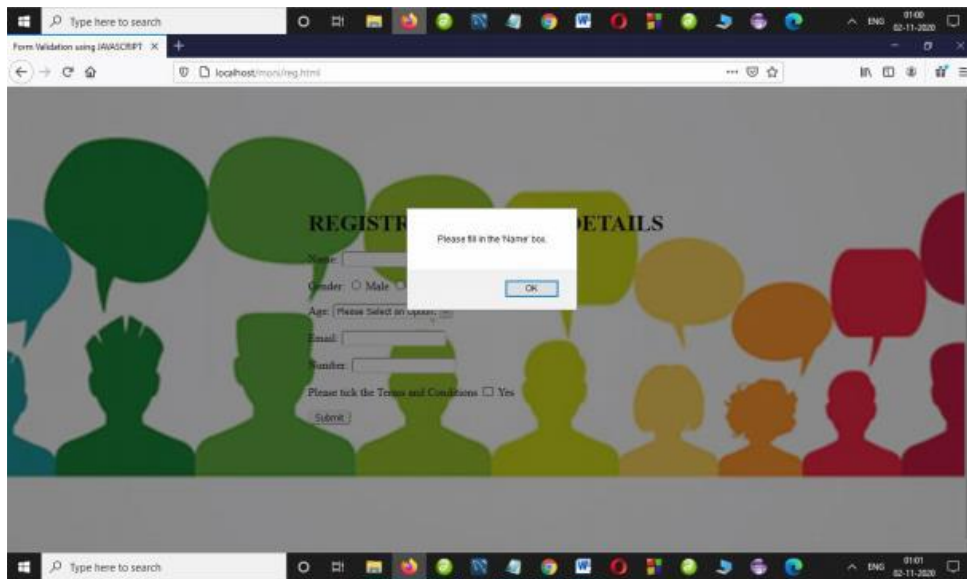 Type here to search
ENG
01:00
02-11-2020
Form Validation using JAVASCRIPT
localhost/moni/reg.html
REGISTR
DETAILS
Please fill in the 'Name' box.
OK
Name:
Gender: Male
Age: Please Select an Option.
Email:
Number:
Please tick the Terms and Conditions Yes
Submit
Type here to search
ENG
01:01
02-11-2020